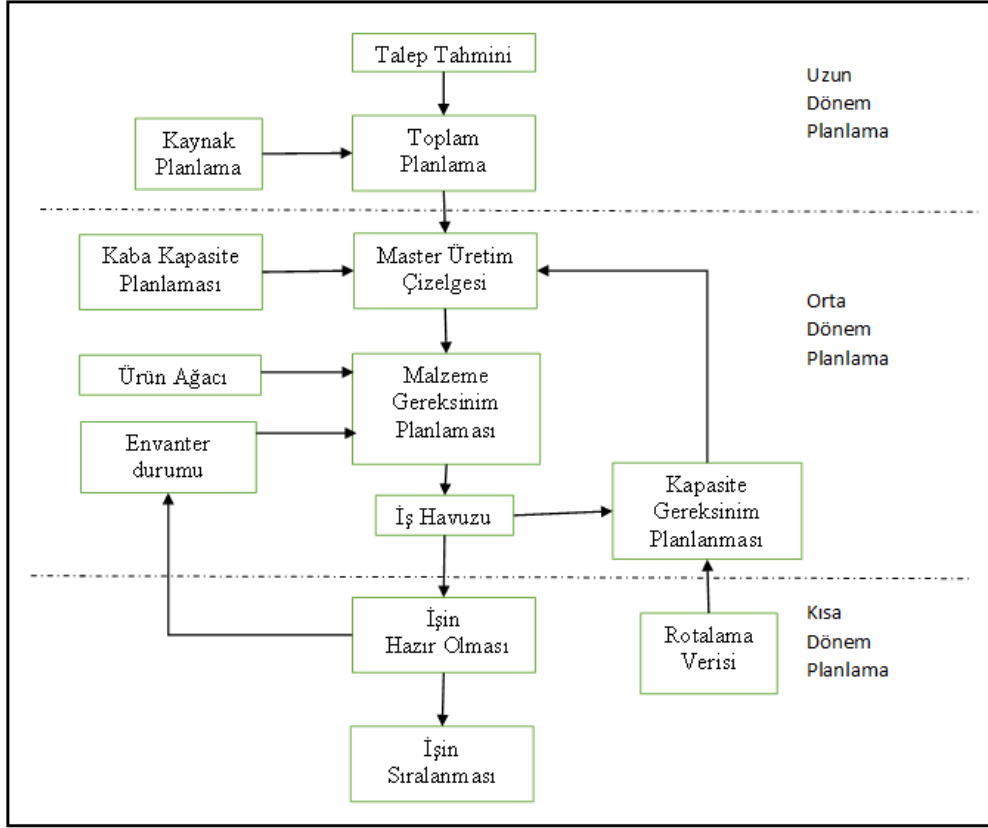 Talep Tahmini
Uzun
Dönem
Planlama
Kaynak
Planlama
Toplam
Planlama
Kaba Kapasite
Planlaması
Master Üretim
Çizelgesi
Orta
Dönem
Planlama
Ürün Ağacı
Malzeme
Gereksinim
Planlaması
Envanter
durumu
İş Havuzu
Kapasite
Gereksinim
Planlanması
İşin
Hazır Olması
Rotalama
Verisi
Kısa
Dönem
Planlama
İşin
Sıralanması